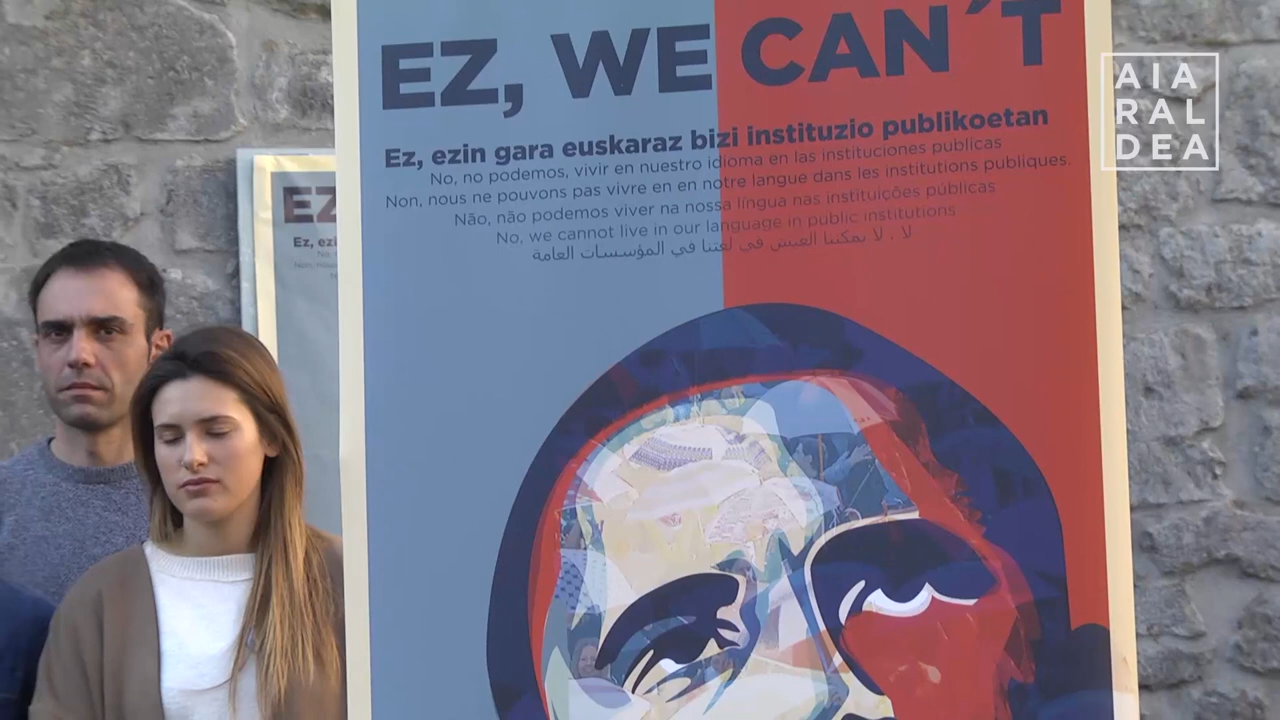 EZ, WE CAN´T
Ez, ezin gara euskaraz bizi instituzio publikoetan
No, no podemos, vivir en nuestro idioma en las instituciones publicas
Non, nous ne pouvons pas vivre en en notre langue dans les institutions publiques.
Não, não podemos viver na nossa língua nas instituições públicas
No, we cannot live in our language in public institutions
لا ، لا يمكننا العيش في لغتنا في المؤسسات العامة
EZ
Ez, ezi
AIA
RAL
DEA